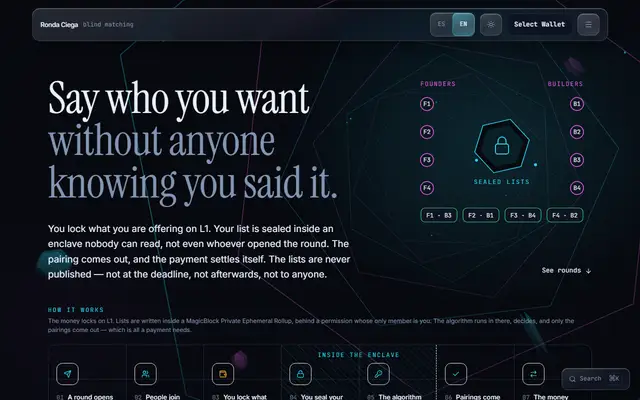 Ronda Ciega blind matching
ES EN
Select Wallet
Say who you want
without anyone
knowing you said it.
You lock what you are offering on L1. Your list is sealed inside an
enclave nobody can read, not even whoever opened the round. The
pairing comes out, and the payment settles itself. The lists are never
published — not at the deadline, not afterwards, not to anyone.
FOUNDERS BUILDERS
F1 B1
F2 B2
F3 B3
F4 B4
SEALED LISTS
F1 · B3 F2 · B1 F3 · B4 F4 · B2
See rounds ↓
HOW IT WORKS
The money locks on L1. Lists are written inside a MagicBlock Private Ephemeral Rollup, behind a permission whose only member is you. The algorithm runs in there, decides, and only the
pairings come out — which is all a payment needs.
INSIDE THE ENCLAVE
01 A round opens
02 People join
03 You lock what
04 You seal your
05 The algorithm
06 Pairings come
07 The money
Search ⌘K